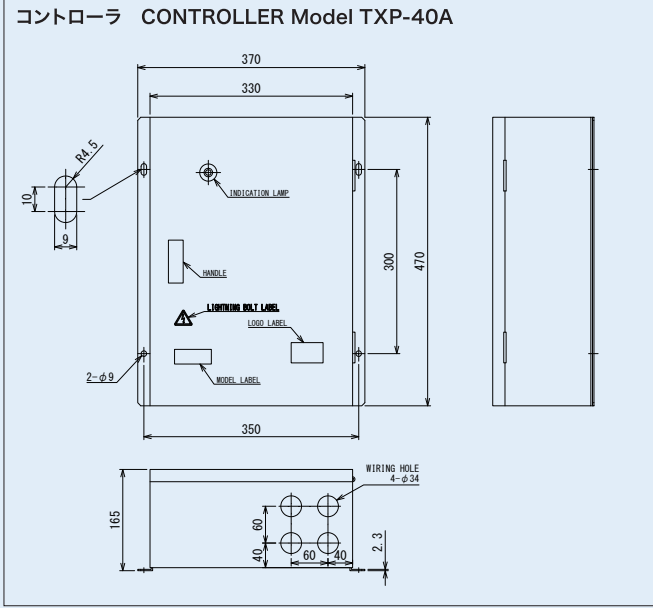 コントローラ CONTROLLER Model TXP-40A
370
330
R4.5
10
9
INDICATION LAMP
HANDLE
LIGHTNING BOLT LABEL
LOGO LABEL
MODEL LABEL
2-φ9
300
470
350
WIRING HOLE
4-φ34
165
60
40
60
40
2.3